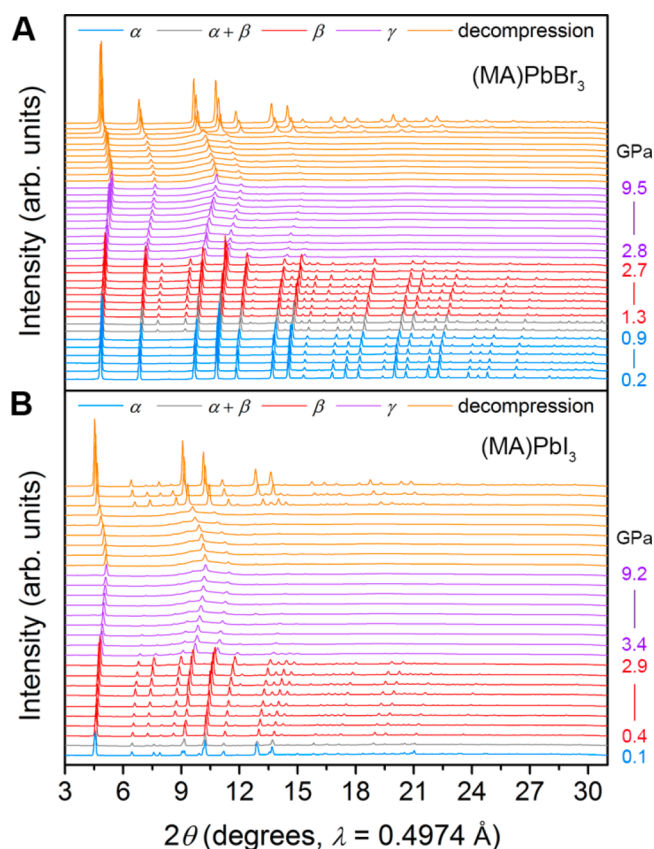 A
α α + β β γ decompression
(MA)PbBr₃
Intensity (arb. units)
GPa
9.5
2.8
2.7
1.3
0.9
0.2
B
α α + β β γ decompression
(MA)PbI₃
Intensity (arb. units)
GPa
9.2
3.4
2.9
0.4
0.1
3 6 9 12 15 18 21 24 27 30
2θ (degrees, λ = 0.4974 Å)